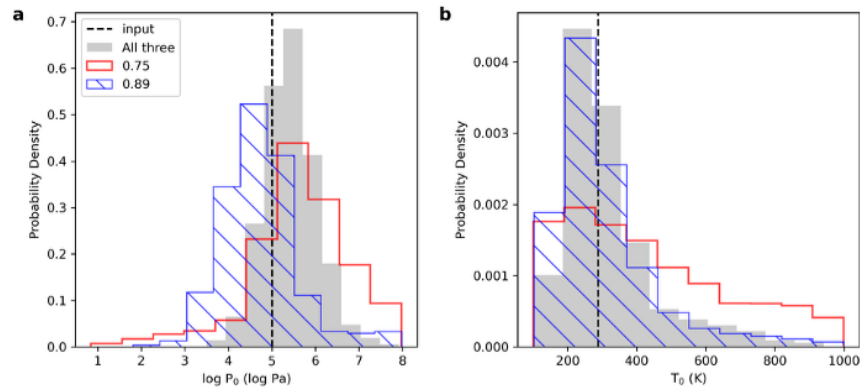 a
b
input
All three
0.75
0.89
Probability Density
0.7
0.6
0.5
0.4
0.3
0.2
0.1
0.0
1 2 3 4 5 6 7 8
log P₀ (log Pa)
Probability Density
0.004
0.003
0.002
0.001
0.000
200 400 600 800 1000
T₀ (K)